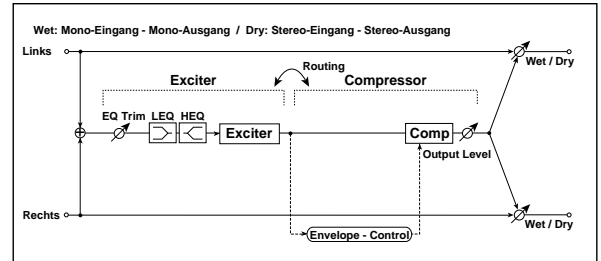 Wet: Mono-Eingang - Mono-Ausgang / Dry: Stereo-Eingang - Stereo-Ausgang
Links
Wet / Dry
Routing
Exciter
Compressor
EQ Trim
LEQ
HEQ
Exciter
Comp
Output Level
Rechts
Wet / Dry
Envelope - Control